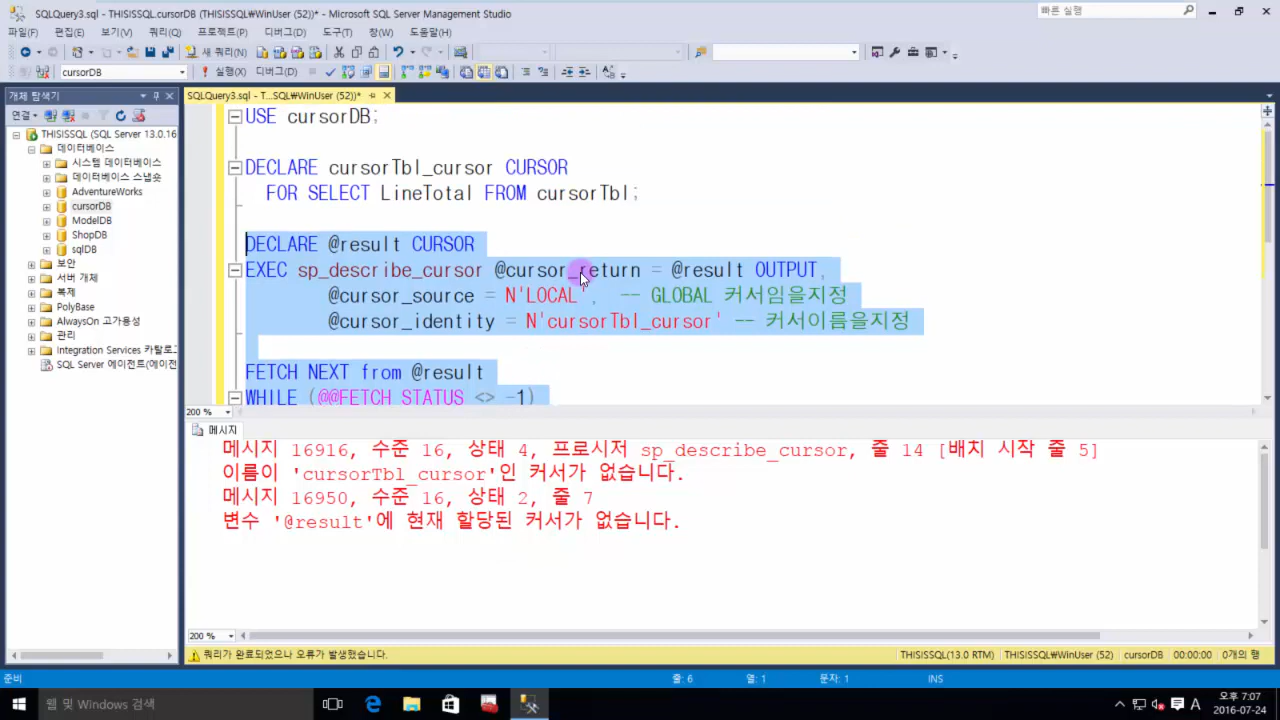 SQLQuery3.sql - THISISSQL.cursorDB (THISISSQL₩WinUser (52))* - Microsoft SQL Server Management Studio
빠른 실행
파일(F) 편집(E) 보기(V) 쿼리(Q) 프로젝트(P) 디버그(D) 도구(T) 창(W) 도움말(H)
새 쿼리(N)
cursorDB
실행(X) 디버그(D)
개체 탐색기
SQLQuery3.sql - T...SQL₩WinUser (52))*
연결
THISISSQL (SQL Server 13.0.16
데이터베이스
시스템 데이터베이스
데이터베이스 스냅숏
AdventureWorks
cursorDB
ModelDB
ShopDB
sqlDB
보안
서버 개체
복제
PolyBase
AlwaysOn 고가용성
관리
Integration Services 카탈로그
SQL Server 에이전트(에이전
USE cursorDB;
DECLARE cursorTbl_cursor CURSOR
FOR SELECT LineTotal FROM cursorTbl;
DECLARE @result CURSOR
EXEC sp_describe_cursor @cursor_return = @result OUTPUT,
@cursor_source = N'LOCAL', -- GLOBAL 커서임을지정
@cursor_identity = N'cursorTbl_cursor' -- 커서이름을지정
FETCH NEXT from @result
WHILE (@@FETCH_STATUS <> -1)
200 %
메시지
메시지 16916, 수준 16, 상태 4, 프로시저 sp_describe_cursor, 줄 14 [배치 시작 줄 5]
이름이 'cursorTbl_cursor'인 커서가 없습니다.
메시지 16950, 수준 16, 상태 2, 줄 7
변수 '@result'에 현재 할당된 커서가 없습니다.
200 %
쿼리가 완료되었으나 오류가 발생했습니다.
THISISSQL(13.0 RTM) THISISSQL₩WinUser (52) cursorDB 00:00:00 0개의 행
준비
줄: 6 열: 1 문자: 1 INS
웹 및 Windows 검색
A
오후 7:07
2016-07-24